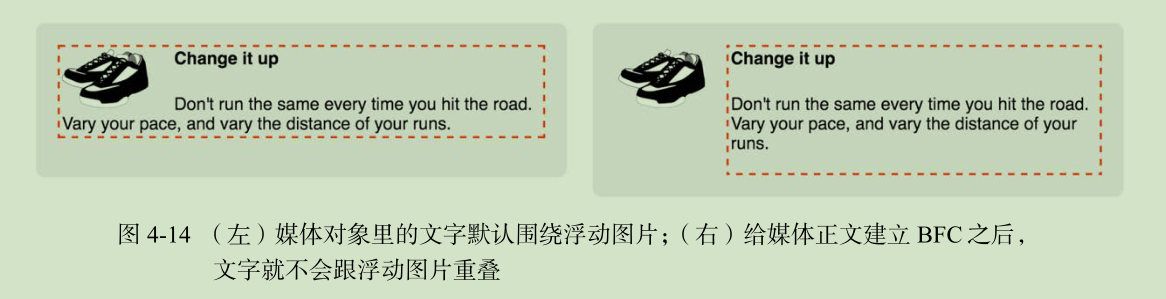 Change it up
Don't run the same every time you hit the road.
Vary your pace, and vary the distance of your runs.
Change it up
Don't run the same every time you hit the road.
Vary your pace, and vary the distance of your
runs.
图 4-14 （左）媒体对象里的文字默认围绕浮动图片；（右）给媒体正文建立 BFC 之后，
文字就不会跟浮动图片重叠